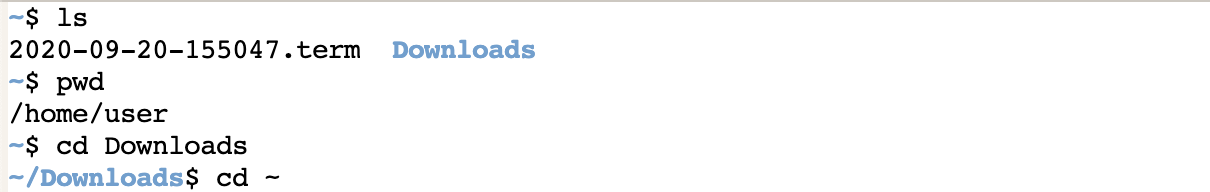 ~$ ls
2020-09-20-155047.term  Downloads
~$ pwd
/home/user
~$ cd Downloads
~/Downloads$ cd ~